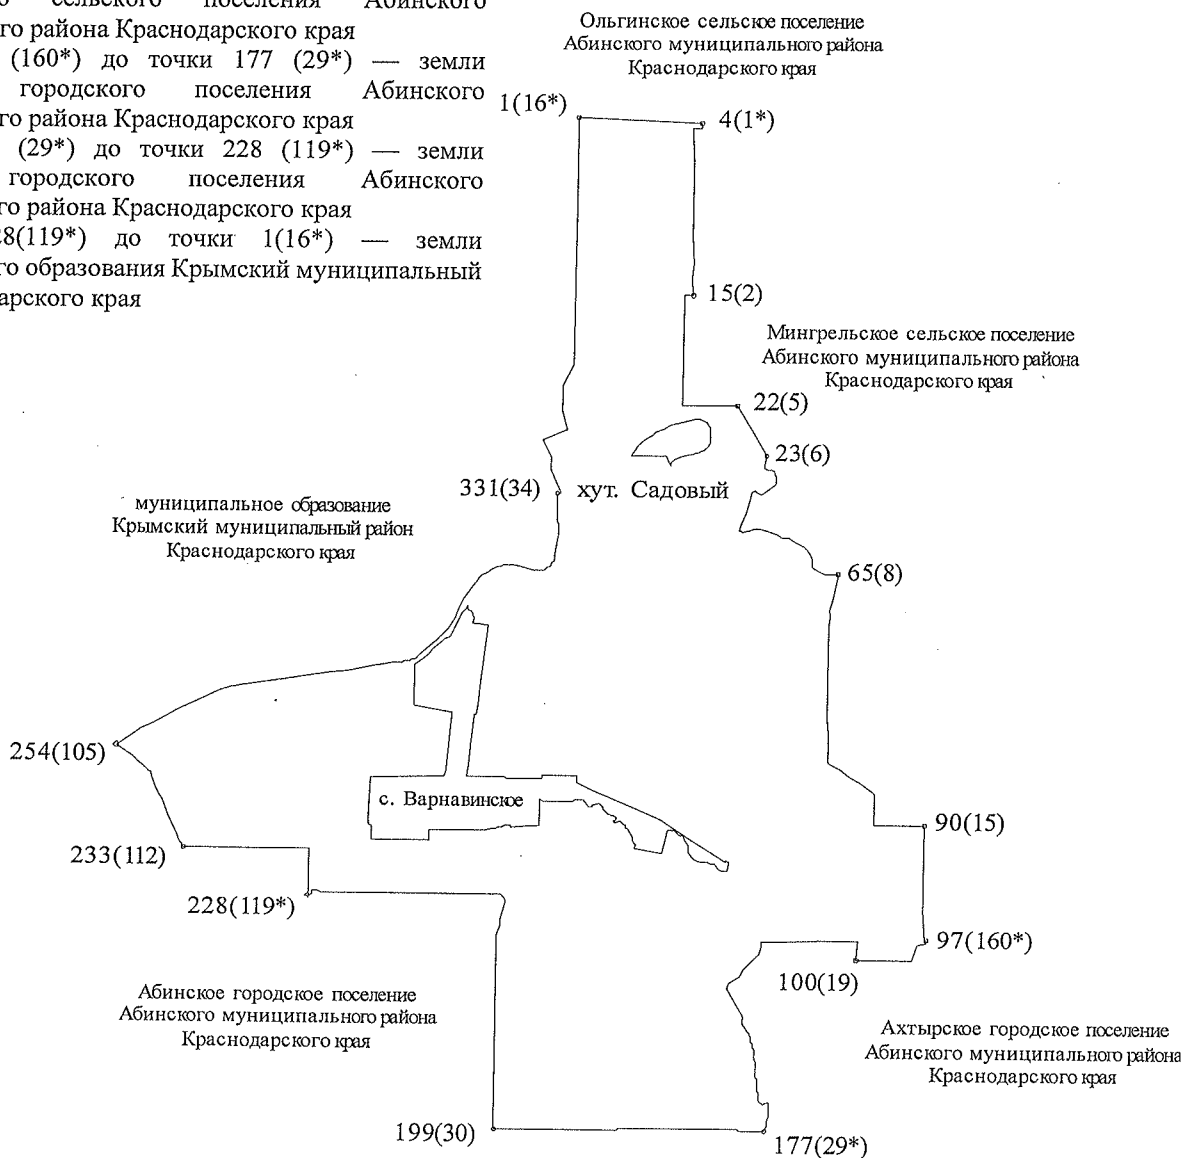 сельского поселения Абинского
го района Краснодарского края
(160*) до точки 177 (29*) — земли
городского поселения Абинского
го района Краснодарского края
(29*) до точки 228 (119*) — земли
городского поселения Абинского
го района Краснодарского края
28(119*) до точки 1(16*) — земли
го образования Крымский муниципальный
дарского края
Ольгинское сельское поселение
Абинского муниципального района
Краснодарского края
1(16*)
4(1*)
15(2)
Мингрельское сельское поселение
Абинского муниципального района
Краснодарского края
22(5)
23(6)
331(34)
хут. Садовый
муниципальное образование
Крымский муниципальный район
Краснодарского края
65(8)
254(105)
с. Варнавинское
90(15)
233(112)
228(119*)
97(160*)
100(19)
Абинское городское поселение
Абинского муниципального района
Краснодарского края
Ахтырское городское поселение
Абинского муниципального района
Краснодарского края
199(30)
177(29*)